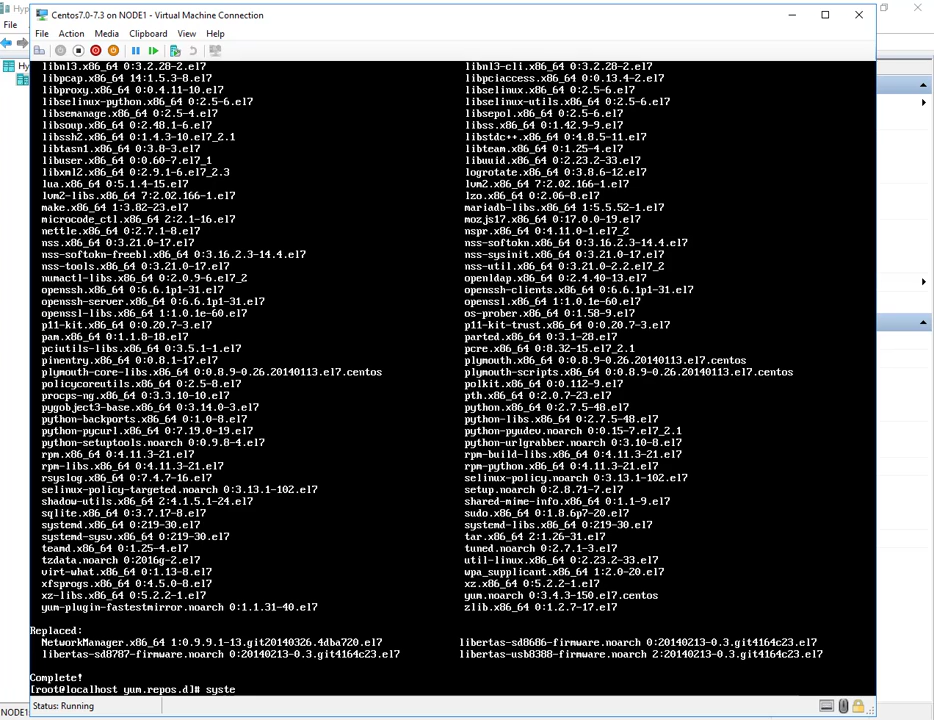 Hyp
File
Centos7.0-7.3 on NODE1 - Virtual Machine Connection
File Action Media Clipboard View Help
Hy
libnl3.x86_64 0:3.2.28-2.el7 libnl3-cli.x86_64 0:3.2.28-2.el7
libpcap.x86_64 14:1.5.3-8.el7 libpciaccess.x86_64 0:0.13.4-2.el7
libproxy.x86_64 0:0.4.11-10.el7 libselinux.x86_64 0:2.5-6.el7
libselinux-python.x86_64 0:2.5-6.el7 libselinux-utils.x86_64 0:2.5-6.el7
libsemanage.x86_64 0:2.5-4.el7 libsepol.x86_64 0:2.5-6.el7
libsoup.x86_64 0:2.48.1-6.el7 libss.x86_64 0:1.42.9-9.el7
libssh2.x86_64 0:1.4.3-10.el7_2.1 libstdc++.x86_64 0:4.8.5-11.el7
libtasn1.x86_64 0:3.8-3.el7 libteam.x86_64 0:1.25-4.el7
libuser.x86_64 0:0.60-7.el7_1 libuuid.x86_64 0:2.23.2-33.el7
libxml2.x86_64 0:2.9.1-6.el7_2.3 logrotate.x86_64 0:3.8.6-12.el7
lua.x86_64 0:5.1.4-15.el7 lvm2.x86_64 7:2.02.166-1.el7
lvm2-libs.x86_64 7:2.02.166-1.el7 lzo.x86_64 0:2.06-8.el7
make.x86_64 1:3.82-23.el7 mariadb-libs.x86_64 1:5.5.52-1.el7
microcode_ctl.x86_64 2:2.1-16.el7 mozjs17.x86_64 0:17.0.0-19.el7
nettle.x86_64 0:2.7.1-8.el7 nspr.x86_64 0:4.11.0-1.el7_2
nss.x86_64 0:3.21.0-17.el7 nss-softokn.x86_64 0:3.16.2.3-14.4.el7
nss-softokn-freebl.x86_64 0:3.16.2.3-14.4.el7 nss-sysinit.x86_64 0:3.21.0-17.el7
nss-tools.x86_64 0:3.21.0-17.el7 nss-util.x86_64 0:3.21.0-2.2.el7_2
numactl-libs.x86_64 0:2.0.9-6.el7_2 openldap.x86_64 0:2.4.40-13.el7
openssh.x86_64 0:6.6.1p1-31.el7 openssh-clients.x86_64 0:6.6.1p1-31.el7
openssh-server.x86_64 0:6.6.1p1-31.el7 openssl.x86_64 1:1.0.1e-60.el7
openssl-libs.x86_64 1:1.0.1e-60.el7 os-prober.x86_64 0:1.58-9.el7
p11-kit.x86_64 0:0.20.7-3.el7 p11-kit-trust.x86_64 0:0.20.7-3.el7
pam.x86_64 0:1.1.8-18.el7 parted.x86_64 0:3.1-28.el7
pciutils-libs.x86_64 0:3.5.1-1.el7 pcre.x86_64 0:8.32-15.el7_2.1
pinentry.x86_64 0:0.8.1-17.el7 plymouth.x86_64 0:0.8.9-0.26.20140113.el7.centos
plymouth-core-libs.x86_64 0:0.8.9-0.26.20140113.el7.centos plymouth-scripts.x86_64 0:0.8.9-0.26.20140113.el7.centos
policycoreutils.x86_64 0:2.5-8.el7 polkit.x86_64 0:0.112-9.el7
procps-ng.x86_64 0:3.3.10-10.el7 pth.x86_64 0:2.0.7-23.el7
pygobject3-base.x86_64 0:3.14.0-3.el7 python.x86_64 0:2.7.5-48.el7
python-backports.x86_64 0:1.0-8.el7 python-libs.x86_64 0:2.7.5-48.el7
python-pycurl.x86_64 0:7.19.0-19.el7 python-pyudev.noarch 0:0.15-7.el7_2.1
python-setuptools.noarch 0:0.9.8-4.el7 python-urlgrabber.noarch 0:3.10-8.el7
rpm.x86_64 0:4.11.3-21.el7 rpm-build-libs.x86_64 0:4.11.3-21.el7
rpm-libs.x86_64 0:4.11.3-21.el7 rpm-python.x86_64 0:4.11.3-21.el7
rsyslog.x86_64 0:7.4.7-16.el7 selinux-policy.noarch 0:3.13.1-102.el7
selinux-policy-targeted.noarch 0:3.13.1-102.el7 setup.noarch 0:2.8.71-7.el7
shadow-utils.x86_64 2:4.1.5.1-24.el7 shared-mime-info.x86_64 0:1.1-9.el7
sqlite.x86_64 0:3.7.17-8.el7 sudo.x86_64 0:1.8.6p7-20.el7
systemd.x86_64 0:219-30.el7 systemd-libs.x86_64 0:219-30.el7
systemd-sysv.x86_64 0:219-30.el7 tar.x86_64 2:1.26-31.el7
teamd.x86_64 0:1.25-4.el7 tuned.noarch 0:2.7.1-3.el7
tzdata.noarch 0:2016g-2.el7 util-linux.x86_64 0:2.23.2-33.el7
virt-what.x86_64 0:1.13-8.el7 wpa_supplicant.x86_64 1:2.0-20.el7
xfsprogs.x86_64 0:4.5.0-8.el7 xz.x86_64 0:5.2.2-1.el7
xz-libs.x86_64 0:5.2.2-1.el7 yum.noarch 0:3.4.3-150.el7.centos
yum-plugin-fastestmirror.noarch 0:1.1.31-40.el7 zlib.x86_64 0:1.2.7-17.el7
Replaced:
NetworkManager.x86_64 1:0.9.9.1-13.git20140326.4dba720.el7 libertas-sd8686-firmware.noarch 0:20140213-0.3.git4164c23.el7
libertas-sd8787-firmware.noarch 0:20140213-0.3.git4164c23.el7 libertas-usb8388-firmware.noarch 2:20140213-0.3.git4164c23.el7
Complete!
[root@localhost yum.repos.d]# syste
Status: Running
NODE1